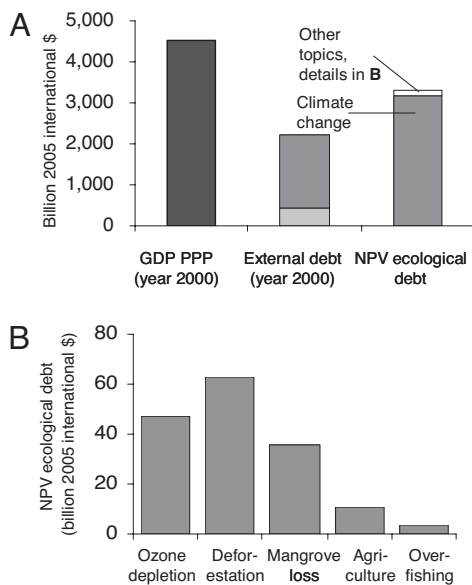 A
Billion 2005 international $
5,000
4,000
3,000
2,000
1,000
0
Other
topics,
details in B
Climate
change
GDP PPP
(year 2000)
External debt
(year 2000)
NPV ecological
debt
B
NPV ecological debt
(billion 2005 international $)
80
60
40
20
0
Ozone
depletion
Defor-
estation
Mangrove
loss
Agri-
culture
Over-
fishing